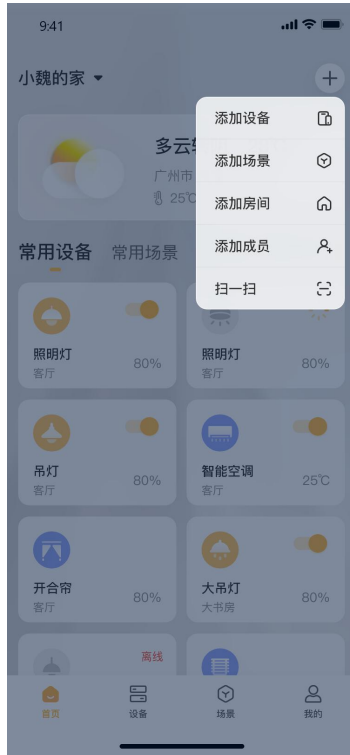 9:41
小魏的家
添加设备
添加场景
添加房间
添加成员
扫一扫
多云
广州市
25℃
常用设备 常用场景
照明灯
客厅
80%
照明灯
客厅
80%
吊灯
客厅
80%
智能空调
客厅
25℃
开合帘
客厅
80%
大吊灯
大书房
80%
离线
首页 设备 场景 我的